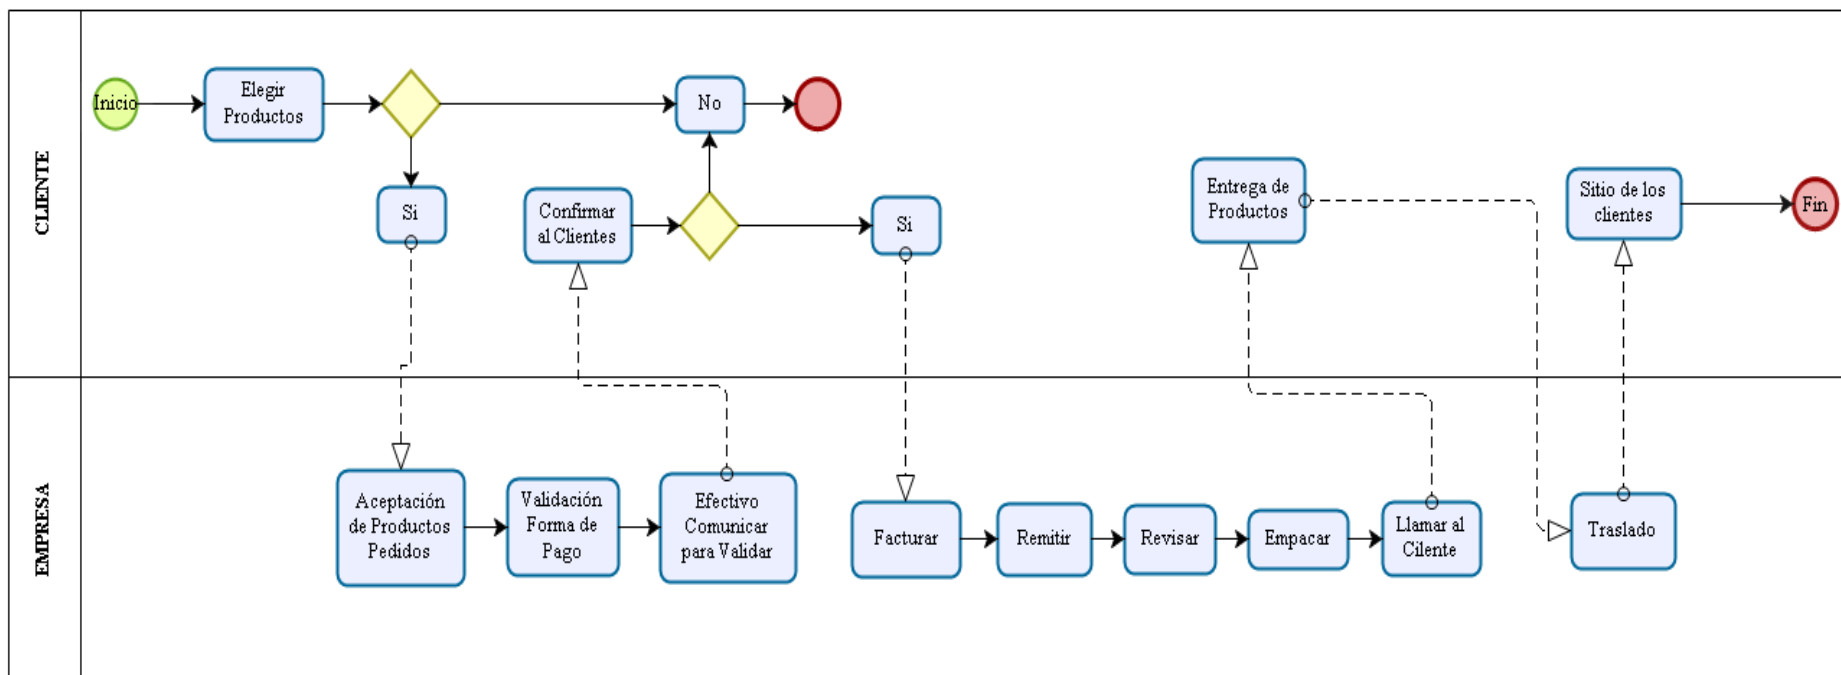 CLIENTE
Inicio
Elegir
Productos
No
Si
Confirmar
al Clientes
Si
Entrega de
Productos
Sitio de los
clientes
Fin
EMPRESA
Aceptación
de Productos
Pedidos
Validación
Forma de
Pago
Efectivo
Comunicar
para Validar
Facturar
Remitir
Revisar
Empacar
Llamar al
Cilente
Traslado